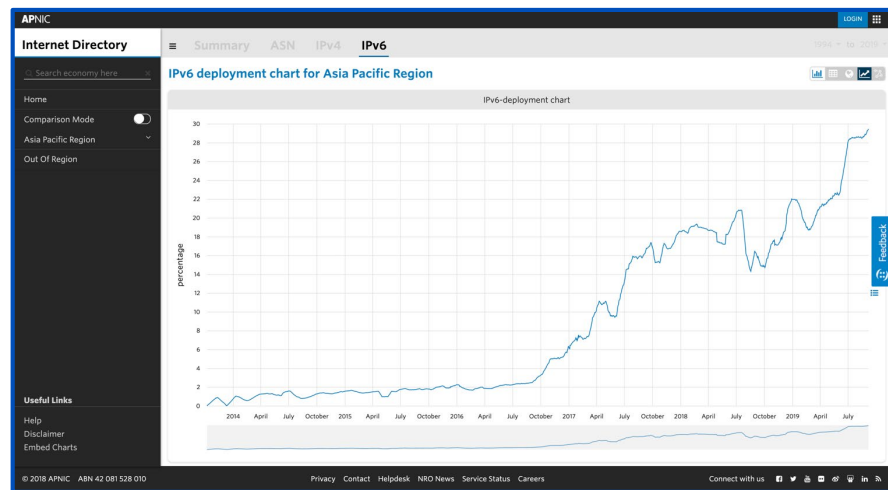 APNIC
LOGIN
Internet Directory
Summary ASN IPv4 IPv6
1994 to 2019
Search economy here
IPv6 deployment chart for Asia Pacific Region
Home
Comparison Mode
Asia Pacific Region
Out Of Region
IPv6-deployment chart
30
28
26
24
22
20
18
16
14
12
10
8
6
4
2
0
percentage
2014 April July October 2015 April July October 2016 April July October 2017 April July October 2018 April July October 2019 April July
Feedback
Useful Links
Help
Disclaimer
Embed Charts
© 2018 APNIC ABN 42 081 528 010
Privacy Contact Helpdesk NRO News Service Status Careers
Connect with us